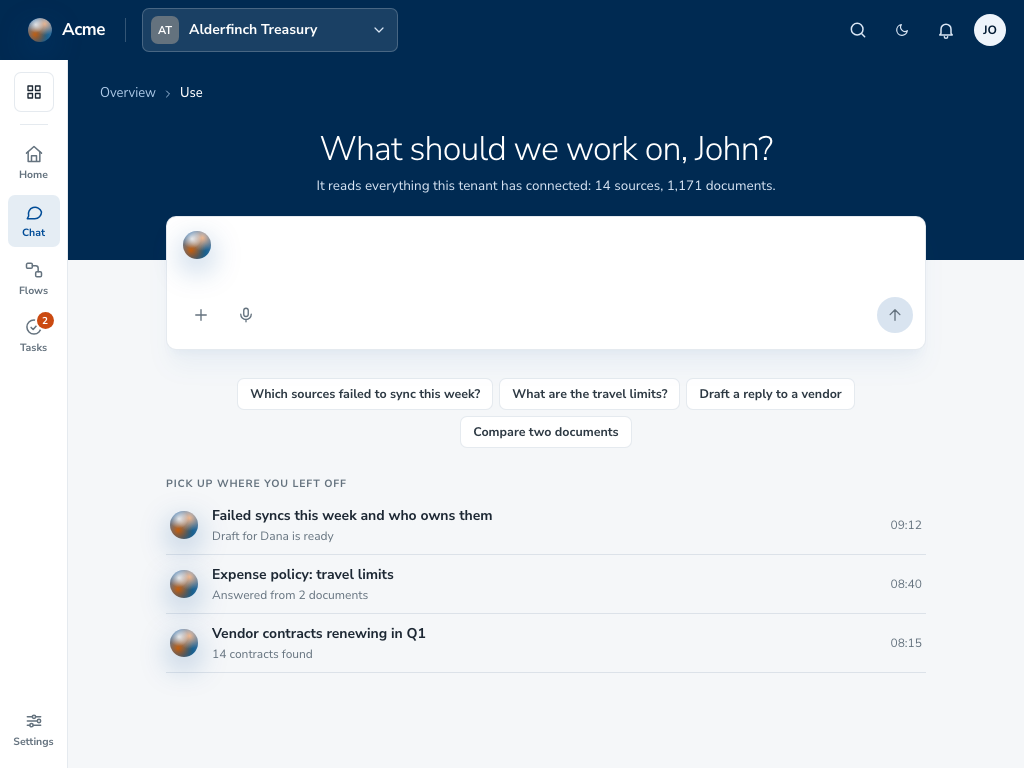 Acme
AT Alderfinch Treasury
JO
Overview > Use
What should we work on, John?
It reads everything this tenant has connected: 14 sources, 1,171 documents.
Home
Chat
Flows
2
Tasks
Settings
Which sources failed to sync this week?
What are the travel limits?
Draft a reply to a vendor
Compare two documents
PICK UP WHERE YOU LEFT OFF
Failed syncs this week and who owns them
Draft for Dana is ready
09:12
Expense policy: travel limits
Answered from 2 documents
08:40
Vendor contracts renewing in Q1
14 contracts found
08:15